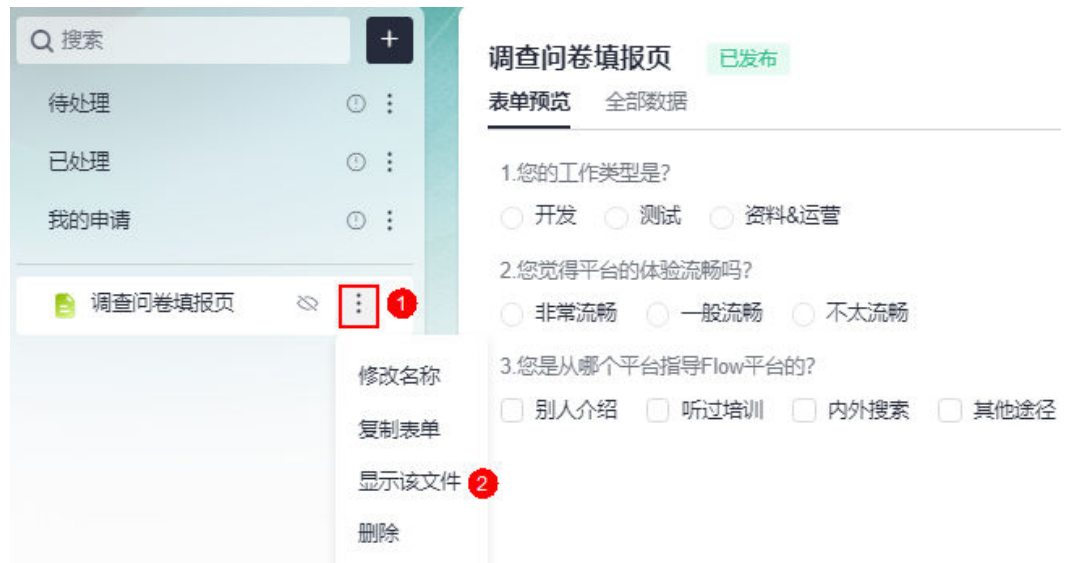 搜索
+
待处理
已处理
我的申请
调查问卷填报页
1
修改名称
复制表单
显示该文件 2
删除
调查问卷填报页 已发布
表单预览 全部数据
1.您的工作类型是?
开发 测试 资料&运营
2.您觉得平台的体验流畅吗?
非常流畅 一般流畅 不太流畅
3.您是从哪个平台指导Flow平台的?
别人介绍 听过培训 内外搜索 其他途径